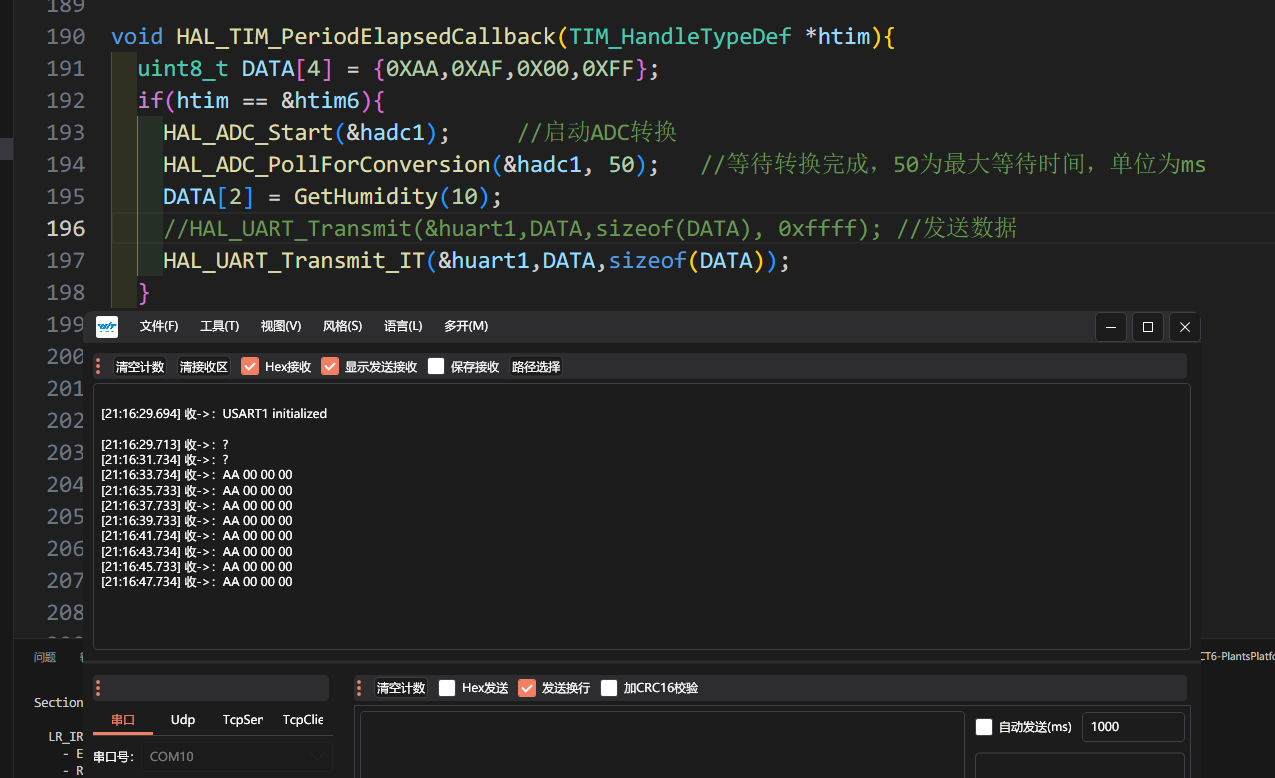 189
190 void HAL_TIM_PeriodElapsedCallback(TIM_HandleTypeDef *htim){
191 uint8_t DATA[4] = {0XAA,0XAF,0X00,0XFF};
192 if(htim == &htim6){
193 HAL_ADC_Start(&hadc1); //启动ADC转换
194 HAL_ADC_PollForConversion(&hadc1, 50); //等待转换完成，50为最大等待时间，单位为ms
195 DATA[2] = GetHumidity(10);
196 //HAL_UART_Transmit(&huart1,DATA,sizeof(DATA), 0xffff); //发送数据
197 HAL_UART_Transmit_IT(&huart1,DATA,sizeof(DATA));
198 }
199
文件(F) 工具(T) 视图(V) 风格(S) 语言(L) 多开(M)
200
清空计数 清接收区 Hex接收 显示发送接收 保存接收 路径选择
201
202
203
204
205
206
207
208
[21:16:29.694] 收->： USART1 initialized
[21:16:29.713] 收->： ?
[21:16:31.734] 收->： ?
[21:16:33.734] 收->： AA 00 00 00
[21:16:35.733] 收->： AA 00 00 00
[21:16:37.733] 收->： AA 00 00 00
[21:16:39.733] 收->： AA 00 00 00
[21:16:41.734] 收->： AA 00 00 00
[21:16:43.734] 收->： AA 00 00 00
[21:16:45.733] 收->： AA 00 00 00
[21:16:47.734] 收->： AA 00 00 00
问题
CT6-PlantsPlatfo
清空计数 Hex发送 发送换行 加CRC16校验
Section
串口 Udp TcpSer TcpClie
自动发送(ms) 1000
LR_IR
- E
串口号： COM10
- R